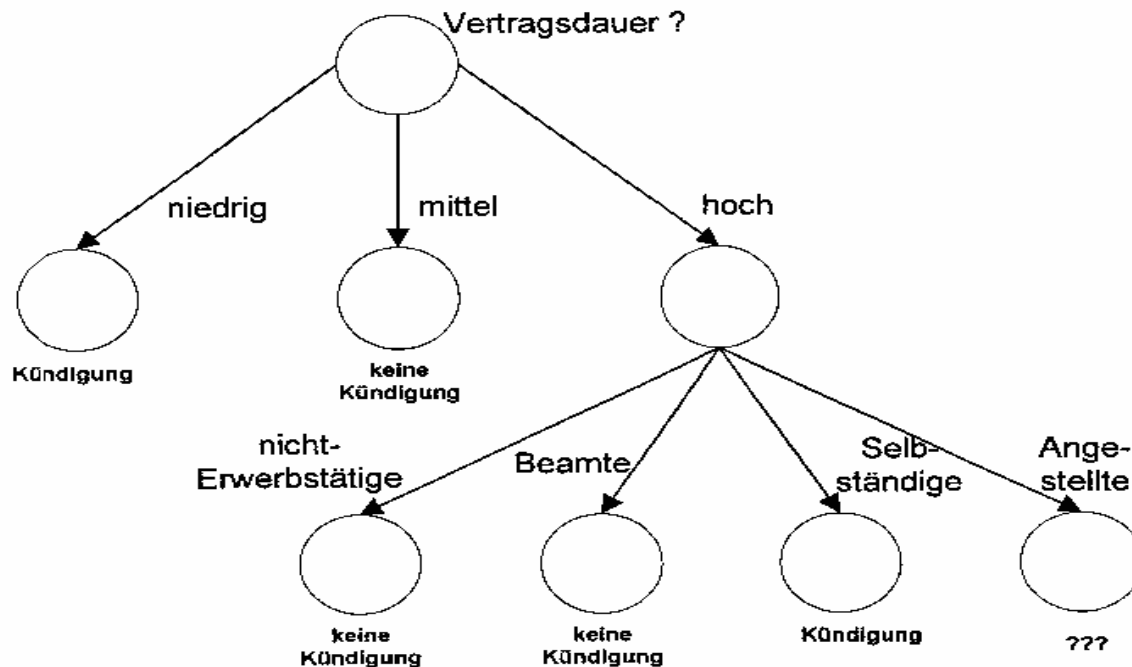 Vertragsdauer ?
niedrig
mittel
hoch
Kündigung
keine
Kündigung
nicht-
Erwerbstätige
Beamte
Selb-
ständige
Ange-
stellte
keine
Kündigung
keine
Kündigung
Kündigung
???